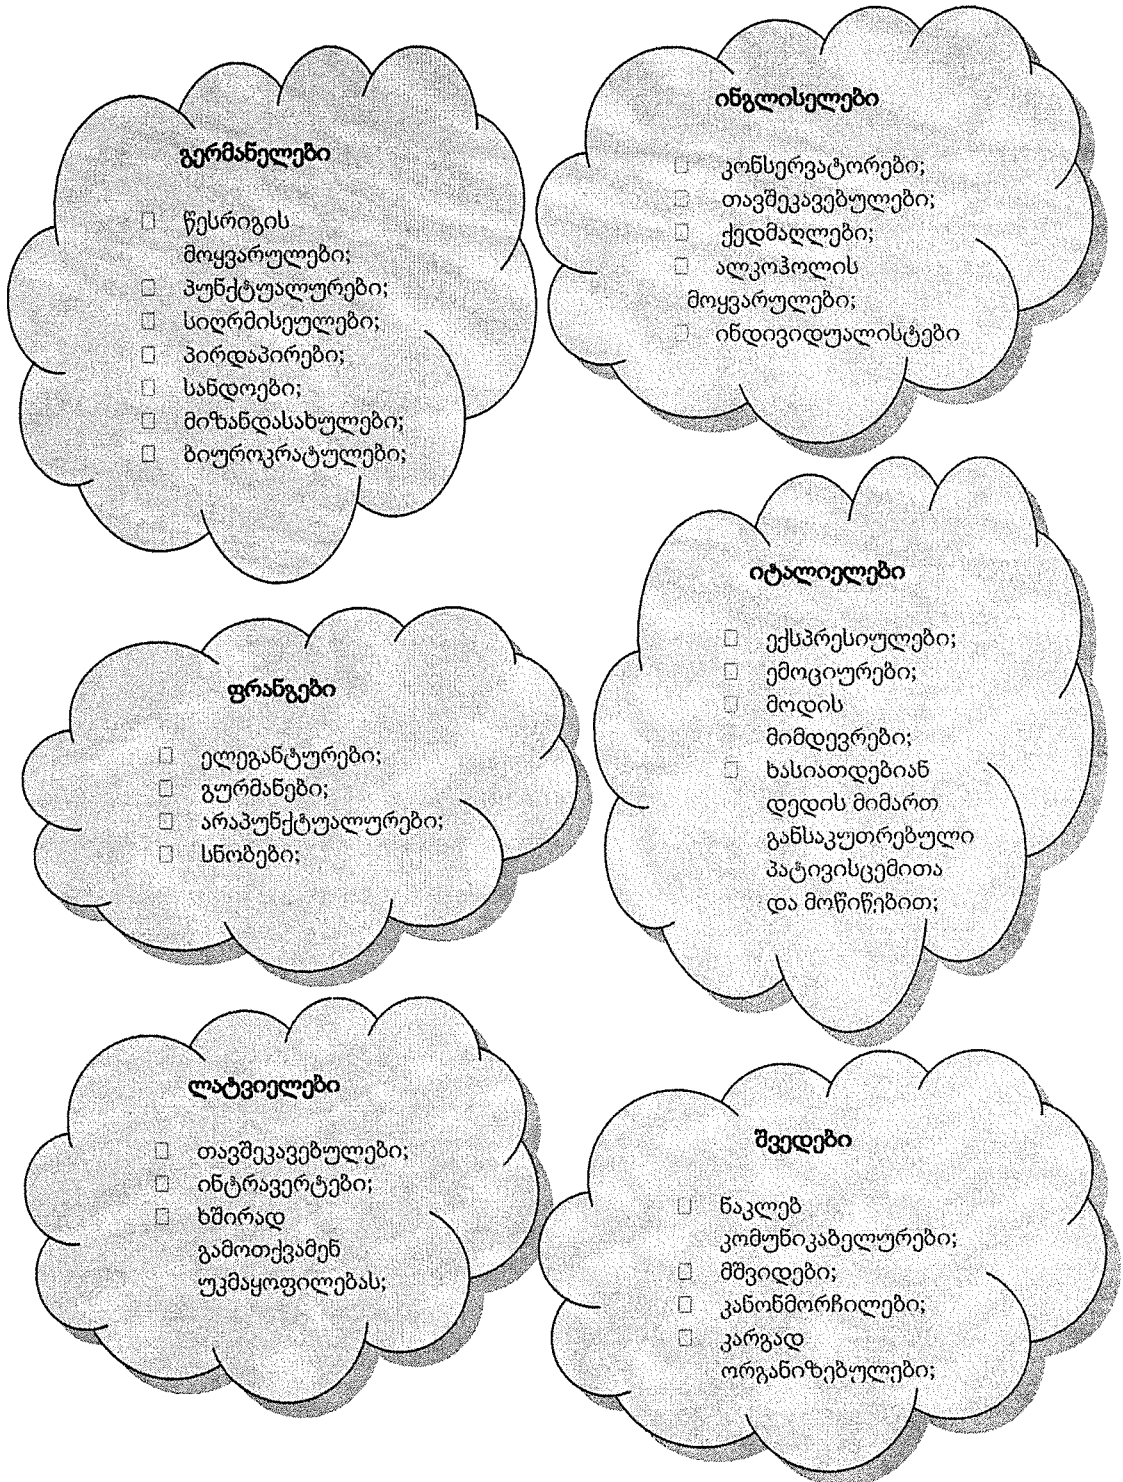 გერმანელები
☐ წესრიგის
მოყვარულები;
☐ პუნქტუალურები;
☐ სიღრმისეულები;
☐ პირდაპირები;
☐ სანდოები;
☐ მიზანდასახულები;
☐ ბიუროკრატულები;
ინგლისელები
☐ კონსერვატორები;
☐ თავშეკავებულები;
☐ ქედმაღლები;
☐ ალკოჰოლის
მოყვარულები;
☐ ინდივიდუალისტები
ფრანგები
☐ ელეგანტურები;
☐ გურმანები;
☐ არაპუნქტუალურები;
☐ სნობები;
იტალიელები
☐ ექსპრესიულები;
☐ ემოციურები;
☐ მოდის
მიმდევრები;
☐ ხასიათდებიან
დედის მიმართ
განსაკუთრებული
პატივისცემითა
და მოწიწებით;
ლატვიელები
☐ თავშეკავებულები;
☐ ინტრავერტები;
☐ ხშირად
გამოთქვამენ
უკმაყოფილებას;
შვედები
☐ ნაკლებ
კომუნიკაბელურები;
☐ მშვიდები;
☐ კანონმორჩილები;
☐ კარგად
ორგანიზებულები;